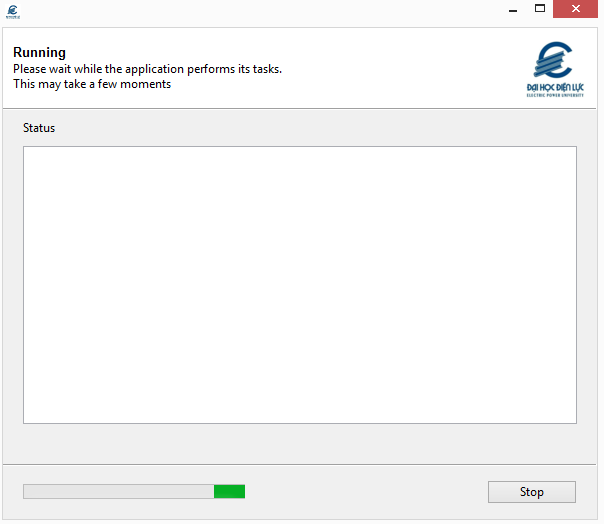 Running
Please wait while the application performs its tasks.
This may take a few moments
ĐẠI HỌC ĐIỆN LỰC
ELECTRIC POWER UNIVERSITY
Status
Stop